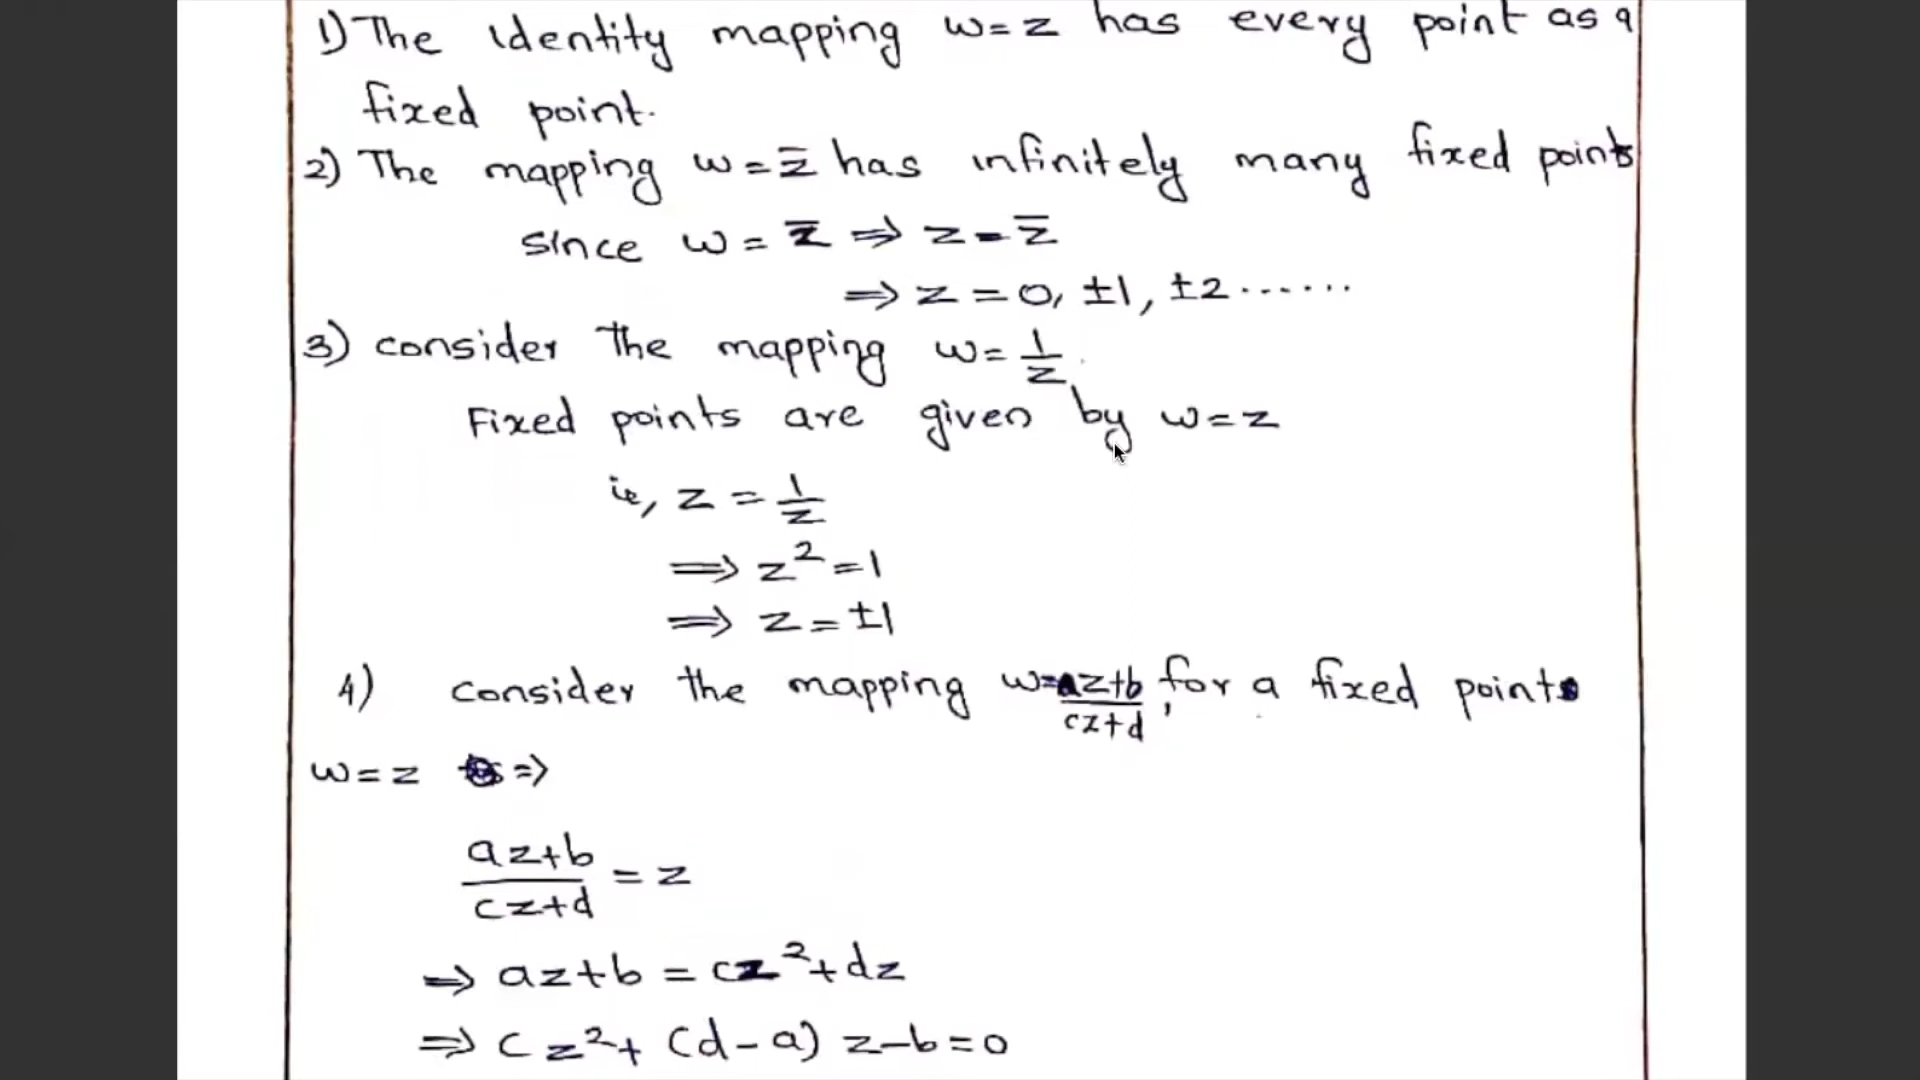 1) The identity mapping w=z has every point as a
fixed point.
2) The mapping w=z̄ has infinitely many fixed points
since w = z̄ ⇒ z=z̄
⇒ z = 0, ±1, ±2 ......
3) consider the mapping w=1/z.
Fixed points are given by w=z
ie, z = 1/z
⇒ z²=1
⇒ z=±1
4) consider the mapping w=az+b/cz+d, for a fixed points
w=z ⇒
az+b/cz+d = z
⇒ az+b = cz²+dz
⇒ cz²+ (d-a) z-b=0